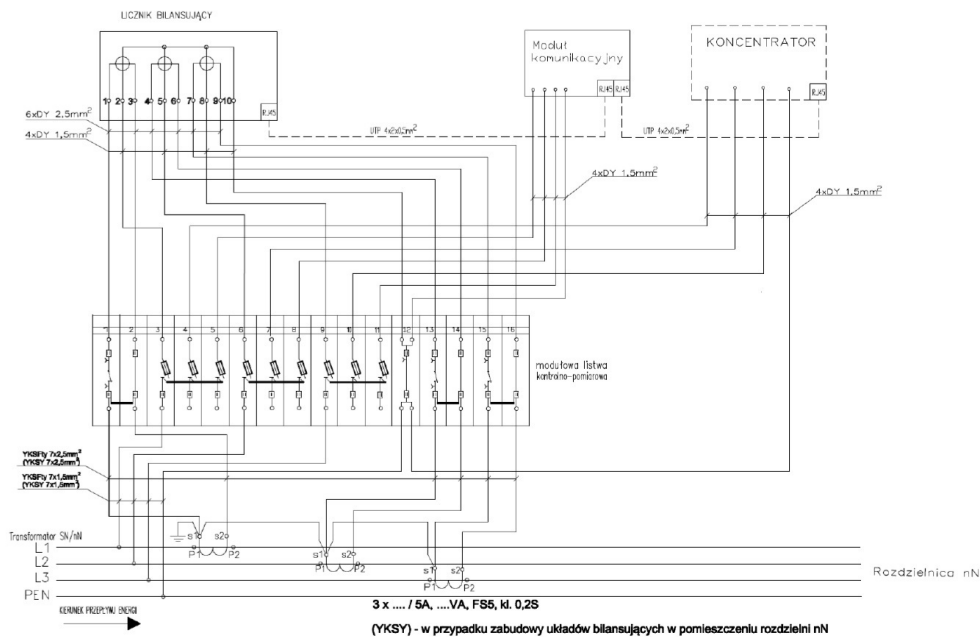 LICZNIK BILANSUJĄCY
Moduł
komunikacyjny
KONCENTRATOR
1 2 3 4 5 6 7 8 9 10
RJ45
RJ45 RJ45
RJ45
6xDY 2,5mm²
4xDY 1,5mm²
UTP 4x2x0,5mm²
UTP 4x2x0,5mm²
4xDY 1,5mm²
4xDY 1,5mm²
1 2 3 4 5 6 7 8 9 10 11 12 13 14 15 16
modułowa listwa
kontrolno-pomiarowa
YKSFty 7x2,5mm²
(YKSY 7x2,5mm²)
YKSFty 7x1,5mm²
(YKSY 7x1,5mm²)
Transformator SN/nN
s1 s2
L1
P1 P2
s1 s2
L2
P1 P2
s1 s2
L3
P1 P2
PEN
Rozdzielnica nN
KIERUNEK PRZEPŁYWU ENERGI
3 x .... / 5A, ....VA, FS5, kl. 0,2S
(YKSY) - w przypadku zabudowy układów bilansujących w pomieszczeniu rozdzielni nN